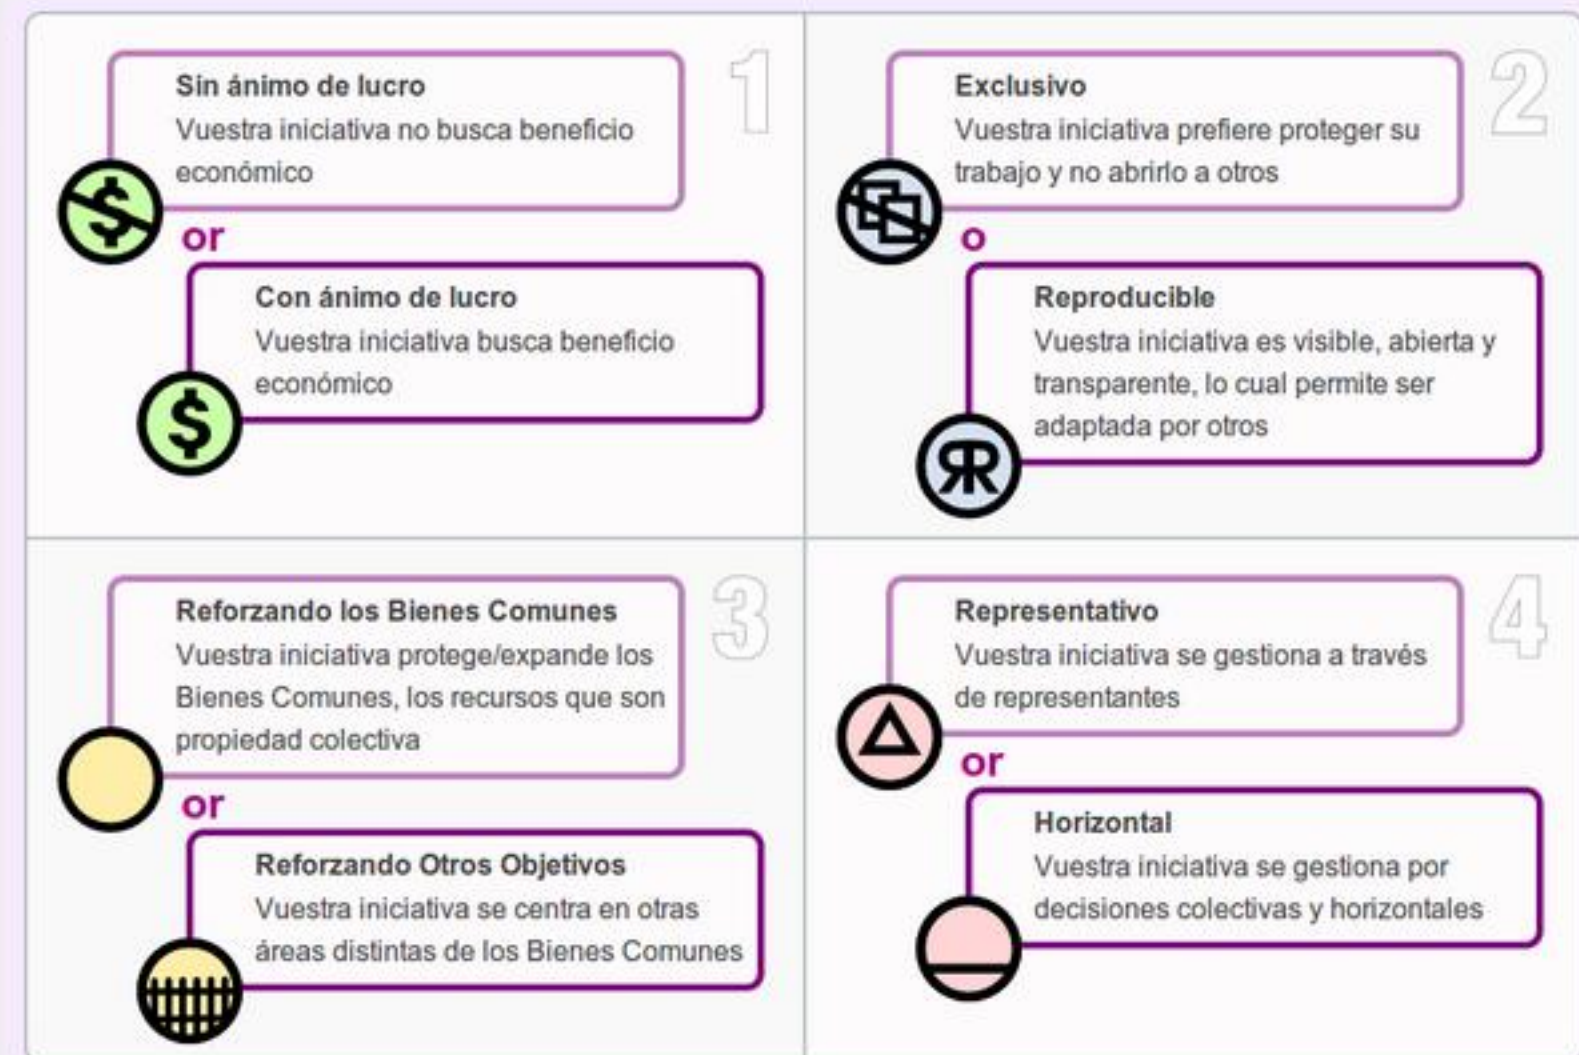 1
Sin ánimo de lucro
Vuestra iniciativa no busca beneficio
económico
or
Con ánimo de lucro
Vuestra iniciativa busca beneficio
económico
$
2
Exclusivo
Vuestra iniciativa prefiere proteger su
trabajo y no abrirlo a otros
o
Reproducible
Vuestra iniciativa es visible, abierta y
transparente, lo cual permite ser
adaptada por otros
3
Reforzando los Bienes Comunes
Vuestra iniciativa protege/expande los
Bienes Comunes, los recursos que son
propiedad colectiva
or
Reforzando Otros Objetivos
Vuestra iniciativa se centra en otras
áreas distintas de los Bienes Comunes
4
Representativo
Vuestra iniciativa se gestiona a través
de representantes
or
Horizontal
Vuestra iniciativa se gestiona por
decisiones colectivas y horizontales